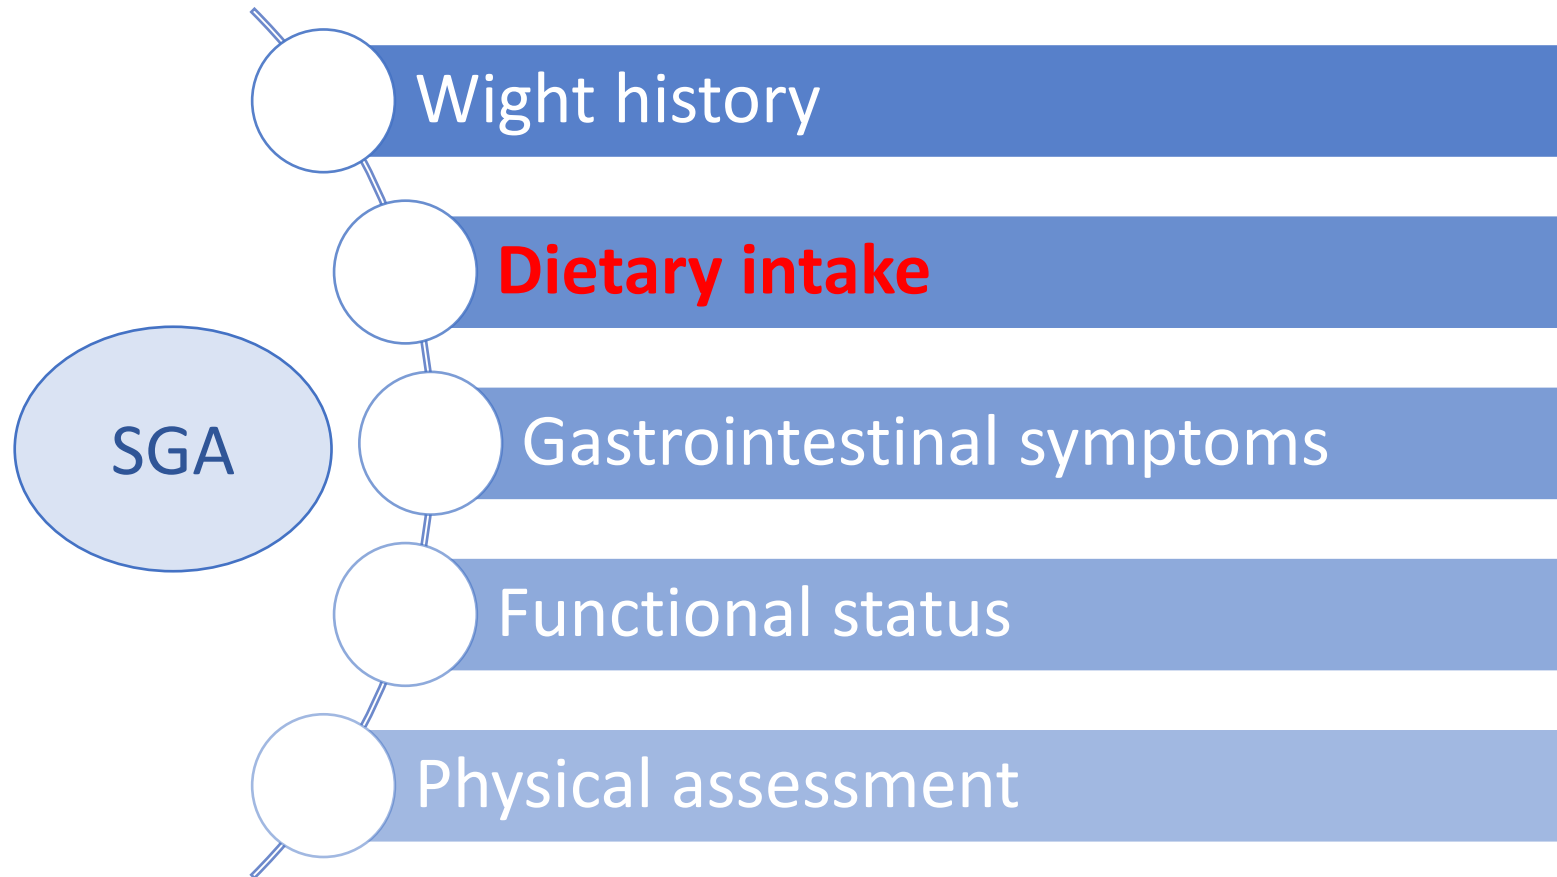 Wight history
Dietary intake
SGA
Gastrointestinal symptoms
Functional status
Physical assessment